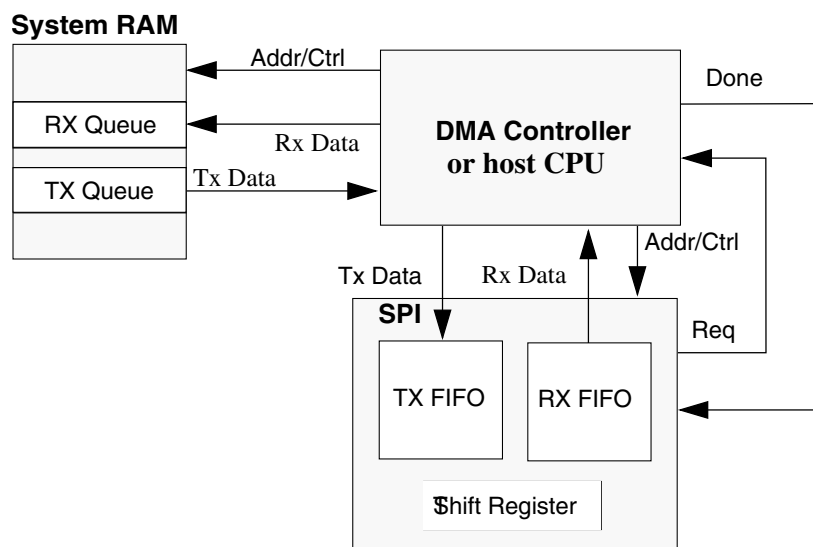 System RAM
Addr/Ctrl
Done
RX Queue
Rx Data
DMA Controller
or host CPU
TX Queue
Tx Data
Addr/Ctrl
Tx Data
Rx Data
SPI
Req
TX FIFO
RX FIFO
Shift Register